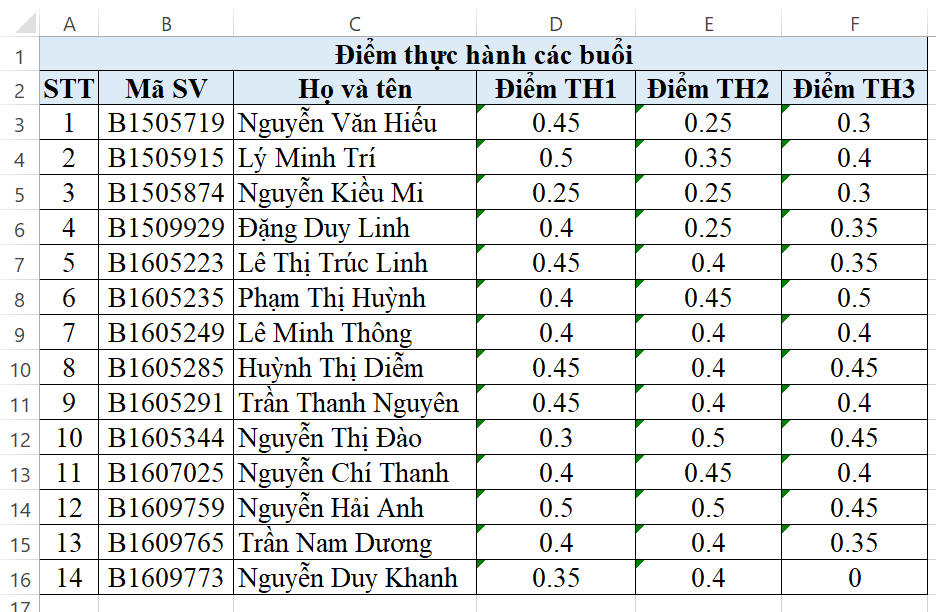 A B C D E F
1 Điểm thực hành các buổi
2 STT Mã SV Họ và tên Điểm TH1 Điểm TH2 Điểm TH3
3 1 B1505719 Nguyễn Văn Hiếu 0.45 0.25 0.3
4 2 B1505915 Lý Minh Trí 0.5 0.35 0.4
5 3 B1505874 Nguyễn Kiều Mi 0.25 0.25 0.3
6 4 B1509929 Đặng Duy Linh 0.4 0.25 0.35
7 5 B1605223 Lê Thị Trúc Linh 0.45 0.4 0.35
8 6 B1605235 Phạm Thị Huỳnh 0.4 0.45 0.5
9 7 B1605249 Lê Minh Thông 0.4 0.4 0.4
10 8 B1605285 Huỳnh Thị Diễm 0.45 0.4 0.45
11 9 B1605291 Trần Thanh Nguyên 0.45 0.4 0.4
12 10 B1605344 Nguyễn Thị Đào 0.3 0.5 0.45
13 11 B1607025 Nguyễn Chí Thanh 0.4 0.45 0.4
14 12 B1609759 Nguyễn Hải Anh 0.5 0.5 0.45
15 13 B1609765 Trần Nam Dương 0.4 0.4 0.35
16 14 B1609773 Nguyễn Duy Khanh 0.35 0.4 0
17